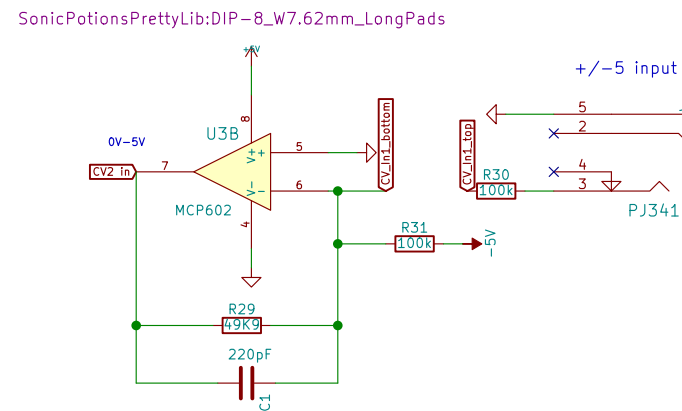 SonicPotionsPrettyLib:DIP-8_W7.62mm_LongPads
+5V
+/-5 input
8
U3B
0V-5V
V+
+
5
CV_In1_bottom
CV_In1_top
5
2
CV2 in
7
V-
-
6
4
3
R30
100k
MCP602
4
PJ341
R31
100k
-5V
R29
49K9
220pF
C1